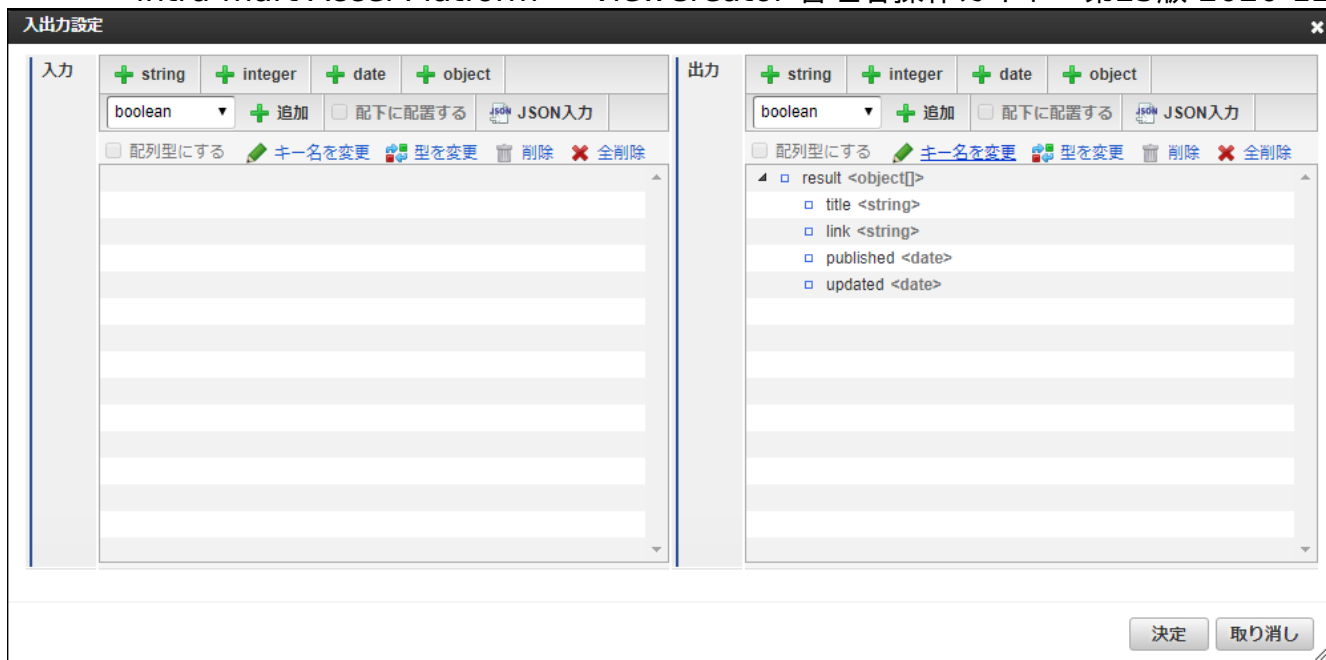 入出力設定
入力
string integer date object
boolean 追加 配下に配置する JSON入力
配列型にする キー名を変更 型を変更 削除 全削除
出力
string integer date object
boolean 追加 配下に配置する JSON入力
配列型にする キー名を変更 型を変更 削除 全削除
result <object[]>
title <string>
link <string>
published <date>
updated <date>
決定 取り消し